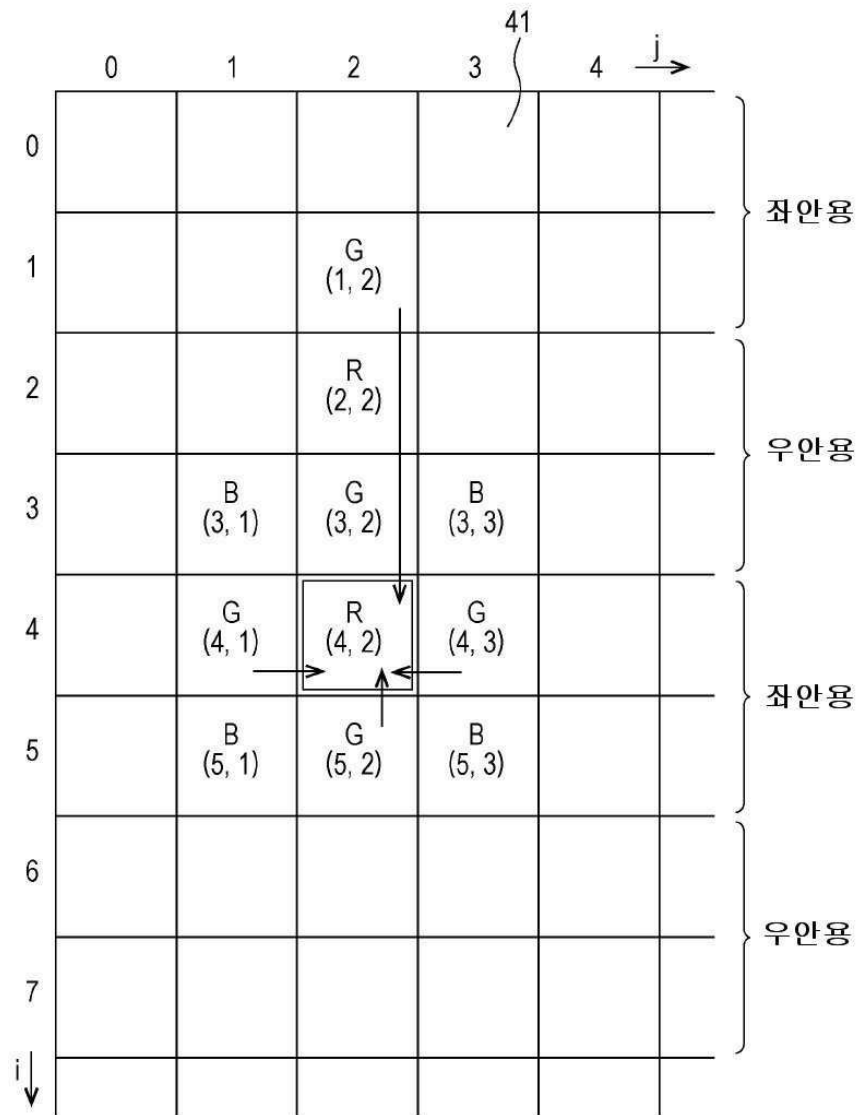 41
0 1 2 3 4 j
0
좌안용
1
G
(1, 2)
2
R
(2, 2)
우안용
3
B G B
(3, 1) (3, 2) (3, 3)
4
G R G
(4, 1) (4, 2) (4, 3)
좌안용
5
B G B
(5, 1) (5, 2) (5, 3)
6
우안용
7
i